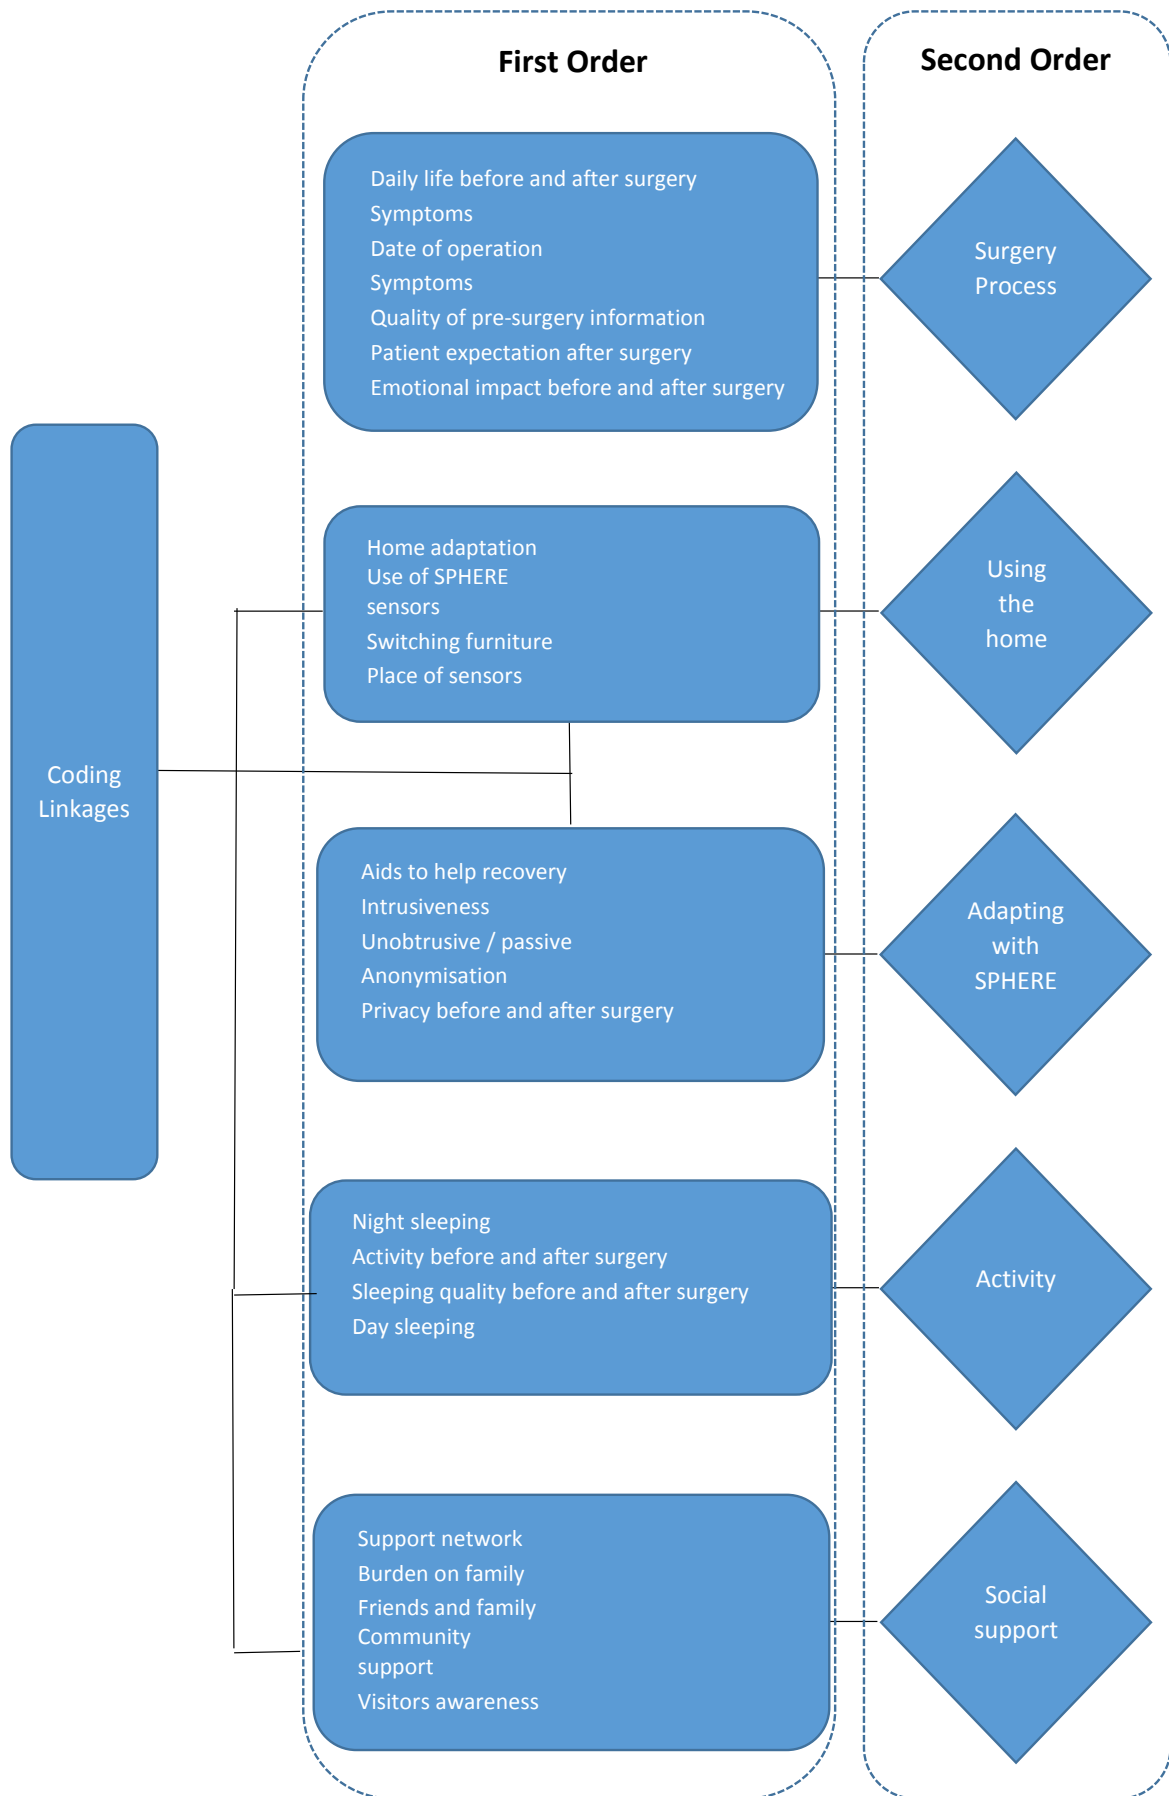 First Order
Second Order
Daily life before and after surgery
Symptoms
Date of operation
Symptoms
Quality of pre-surgery information
Patient expectation after surgery
Emotional impact before and after surgery
Surgery
Process
Home adaptation
Use of SPHERE
sensors
Switching furniture
Place of sensors
Using
the
home
Coding
Linkages
Aids to help recovery
Intrusiveness
Unobtrusive / passive
Anonymisation
Privacy before and after surgery
Adapting
with
SPHERE
Night sleeping
Activity before and after surgery
Sleeping quality before and after surgery
Day sleeping
Activity
Support network
Burden on family
Friends and family
Community
support
Visitors awareness
Social
support